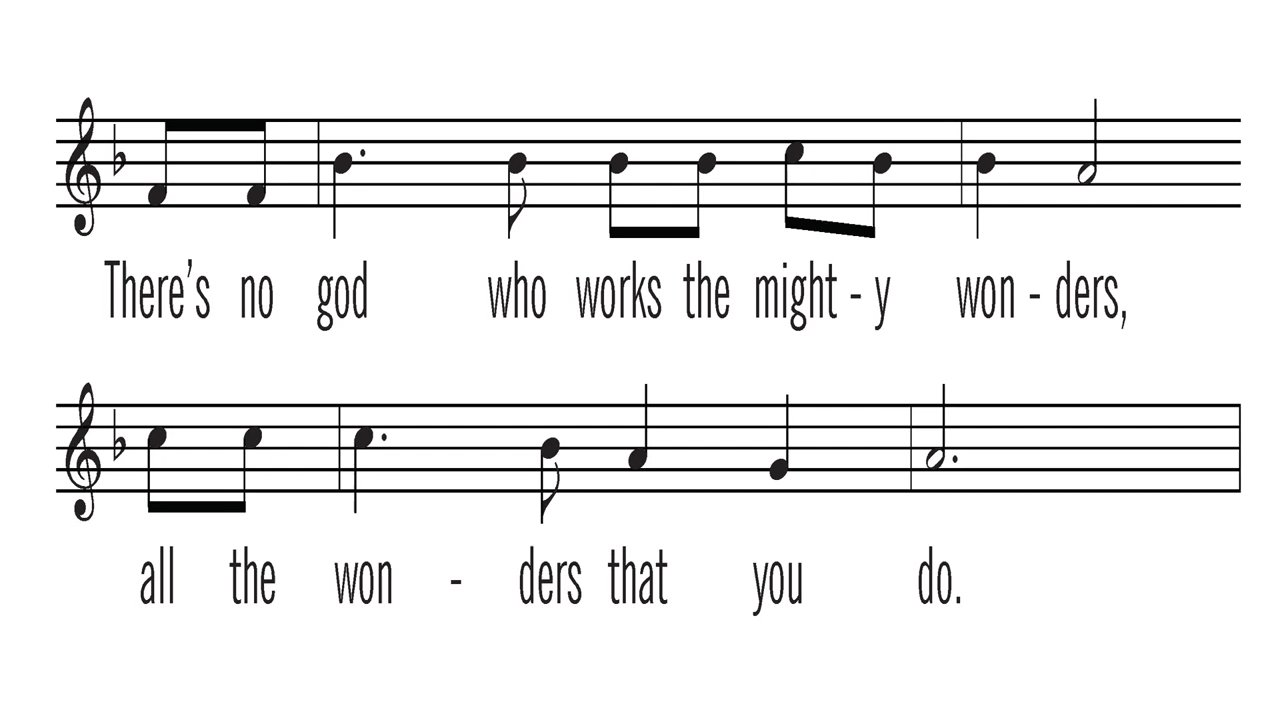 There’s no god who works the might - y won - ders,
all the won - ders that you do.